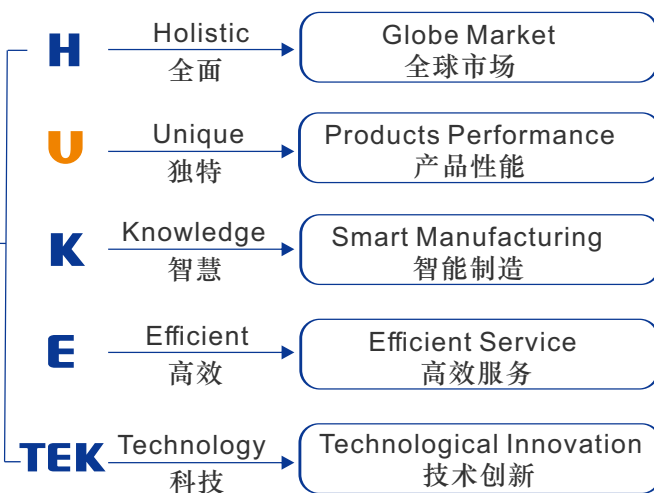 H
Holistic
全面
Globe Market
全球市场
U
Unique
独特
Products Performance
产品性能
K
Knowledge
智慧
Smart Manufacturing
智能制造
E
Efficient
高效
Efficient Service
高效服务
TEK
Technology
科技
Technological Innovation
技术创新